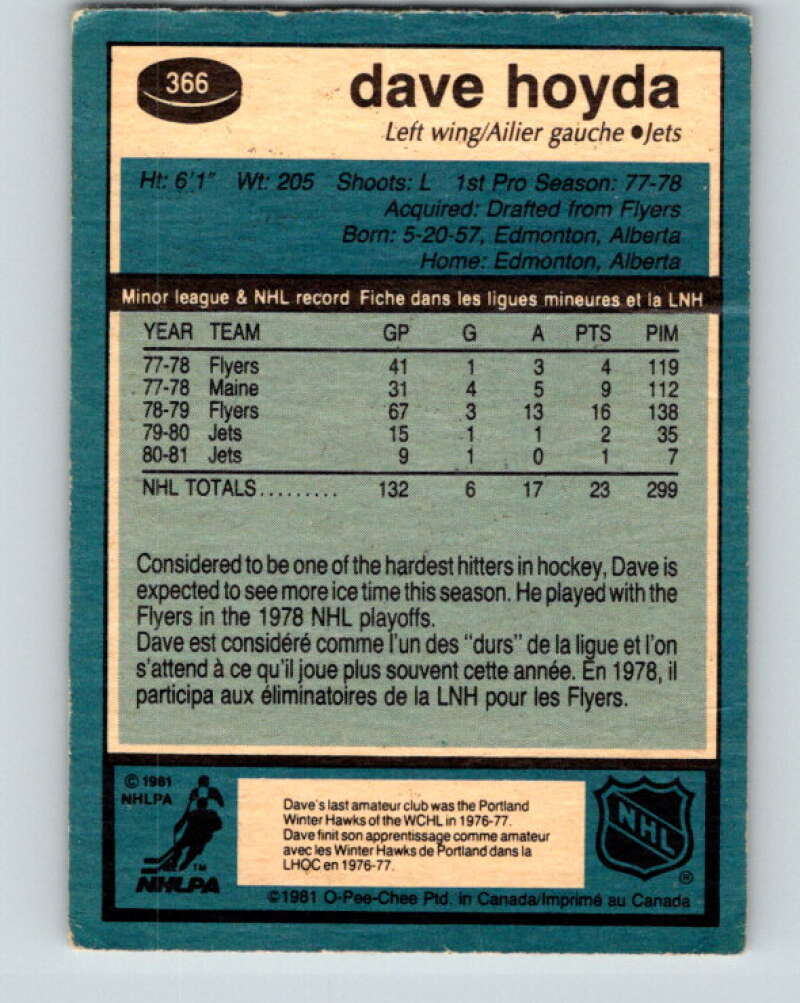 366
dave hoyda
Left wing/Ailier gauche ● Jets
Ht: 6'1" Wt: 205 Shoots: L 1st Pro Season: 77-78
Acquired: Drafted from Flyers
Born: 5-20-57, Edmonton, Alberta
Home: Edmonton, Alberta
Minor league & NHL record Fiche dans les ligues mineures et la LNH
YEAR TEAM GP G A PTS PIM
77-78 Flyers 41 1 3 4 119
77-78 Maine 31 4 5 9 112
78-79 Flyers 67 3 13 16 138
79-80 Jets 15 1 1 2 35
80-81 Jets 9 1 0 1 7
NHL TOTALS......... 132 6 17 23 299
Considered to be one of the hardest hitters in hockey, Dave is
expected to see more ice time this season. He played with the
Flyers in the 1978 NHL playoffs.
Dave est considéré comme l'un des "durs" de la ligue et l'on
s'attend à ce qu'il joue plus souvent cette année. En 1978, il
participa aux éliminatoires de la LNH pour les Flyers.
© 1981
NHLPA
TM
NHLPA
Dave's last amateur club was the Portland
Winter Hawks of the WCHL in 1976-77.
Dave finit son apprentissage comme amateur
avec les Winter Hawks de Portland dans la
LHOC en 1976-77.
NHL
®
©1981 O-Pee-Chee Ptd. in Canada/Imprimé au Canada